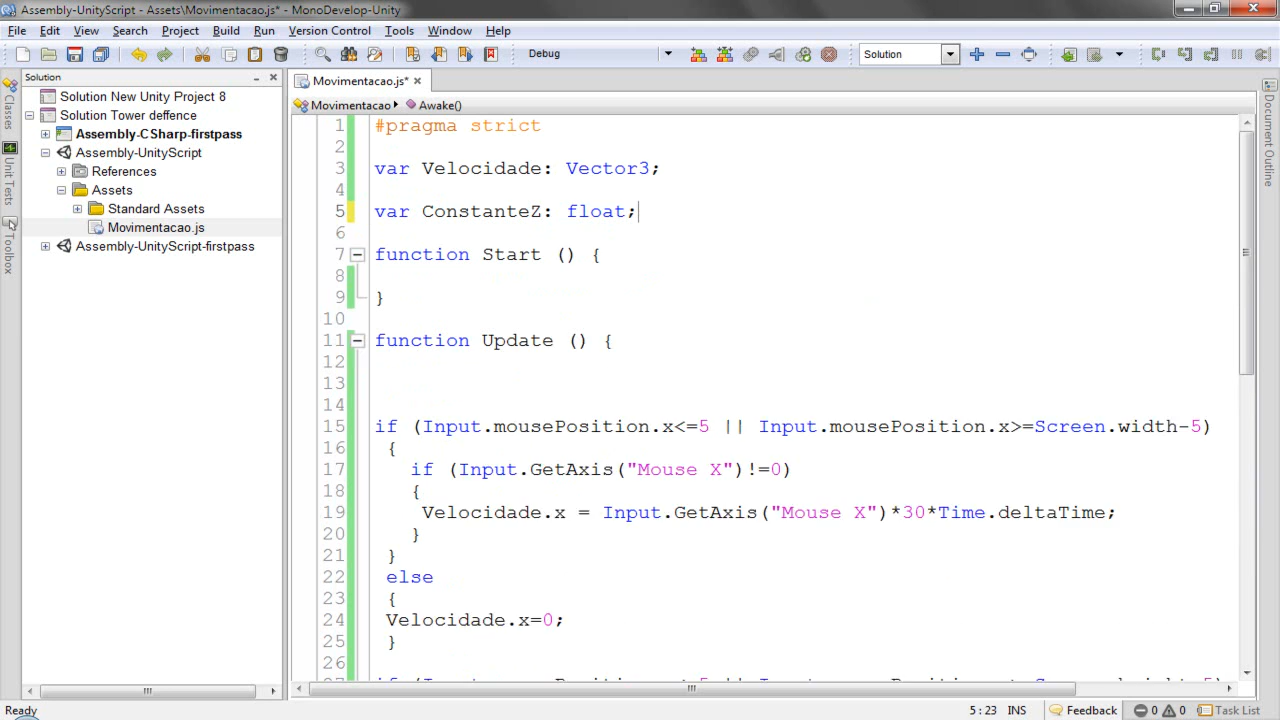 Assembly-UnityScript - Assets\Movimentacao.js* - MonoDevelop-Unity
File Edit View Search Project Build Run Version Control Tools Window Help
Debug
Solution
Solution
Movimentacao.js*
Classes
Unit Tests
Toolbox
Document Outline
Solution New Unity Project 8
Solution Tower deffence
Assembly-CSharp-firstpass
Assembly-UnityScript
References
Assets
Standard Assets
Movimentacao.js
Assembly-UnityScript-firstpass
Movimentacao Awake()
1 #pragma strict
2
3 var Velocidade: Vector3;
4
5 var ConstanteZ: float;
6
7 function Start () {
8
9 }
10
11 function Update () {
12
13
14
15 if (Input.mousePosition.x<=5 || Input.mousePosition.x>=Screen.width-5)
16 {
17 if (Input.GetAxis("Mouse X")!=0)
18 {
19 Velocidade.x = Input.GetAxis("Mouse X")*30*Time.deltaTime;
20 }
21 }
22 else
23 {
24 Velocidade.x=0;
25 }
26
Ready
5 : 23 INS Feedback 0 0 Task List